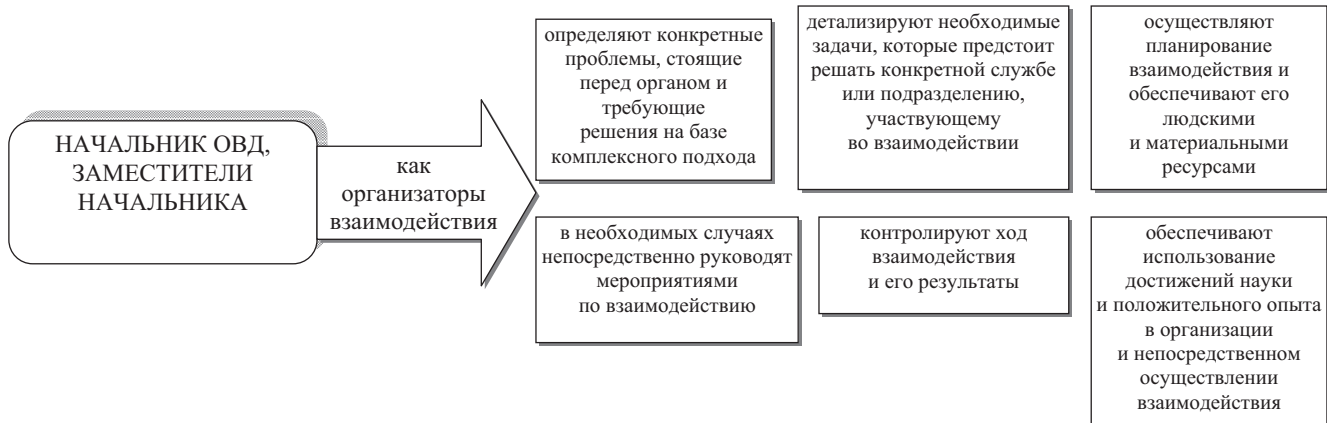 НАЧАЛЬНИК ОВД,
ЗАМЕСТИТЕЛИ
НАЧАЛЬНИКА
как
организаторы
взаимодействия
определяют конкретные
проблемы, стоящие
перед органом и
требующие
решения на базе
комплексного подхода
детализируют необходимые
задачи, которые предстоит
решать конкретной службе
или подразделению,
участвующему
во взаимодействии
осуществляют
планирование
взаимодействия и
обеспечивают его
людскими
и материальными
ресурсами
в необходимых случаях
непосредственно руководят
мероприятиями
по взаимодействию
контролируют ход
взаимодействия
и его результаты
обеспечивают
использование
достижений науки
и положительного опыта
в организации
и непосредственном
осуществлении
взаимодействия